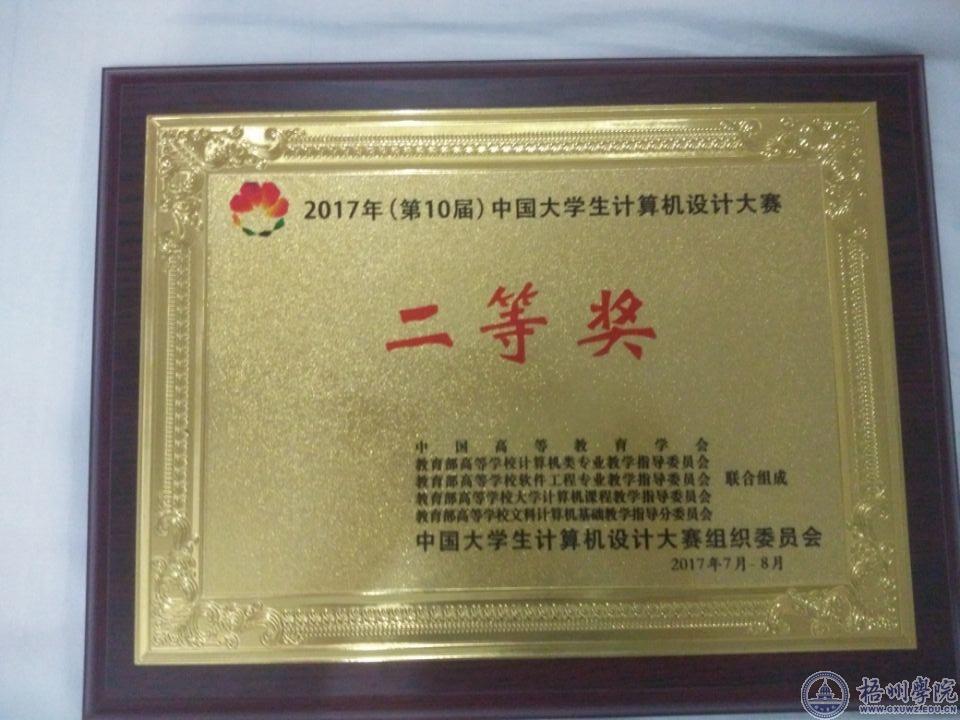 2017年(第10届)中国大学生计算机设计大赛
二等奖
中国高等教育学会
教育部高等学校计算机类专业教学指导委员会
教育部高等学校软件工程专业教学指导委员会 联合组成
教育部高等学校大学计算机课程教学指导委员会
教育部高等学校文科计算机基础教学指导分委员会
中国大学生计算机设计大赛组织委员会
2017年7月-8月
梧州學院
WWW.GXUWZ.EDU.CN